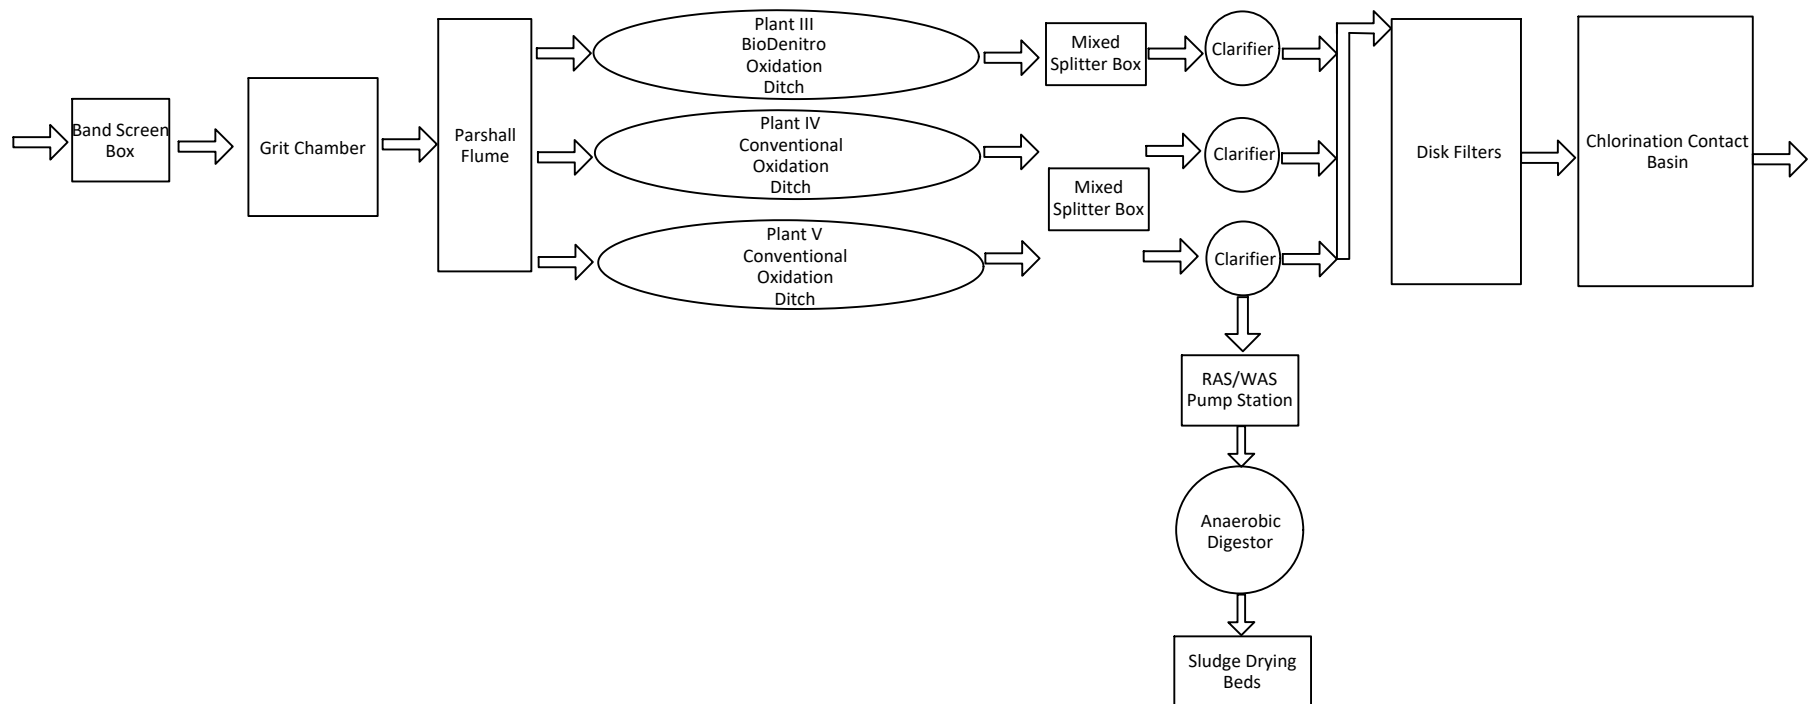 Band Screen
Box
Grit Chamber
Parshall
Flume
Plant III
BioDenitro
Oxidation
Ditch
Plant IV
Conventional
Oxidation
Ditch
Plant V
Conventional
Oxidation
Ditch
Mixed
Splitter Box
Mixed
Splitter Box
Clarifier
Clarifier
Clarifier
Disk Filters
Chlorination Contact
Basin
RAS/WAS
Pump Station
Anaerobic
Digestor
Sludge Drying
Beds